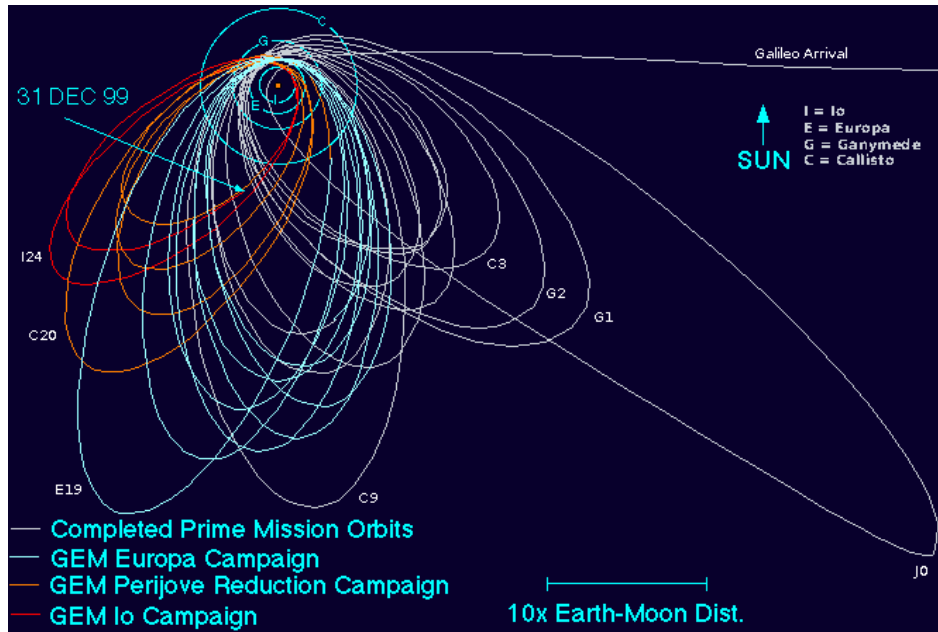 C
Galileo Arrival
G
31 DEC 99
E
I
I = Io
E = Europa
G = Ganymede
C = Callisto
SUN
I24
C3
G2
G1
C20
E19
C9
J0
Completed Prime Mission Orbits
GEM Europa Campaign
GEM Perijove Reduction Campaign
GEM Io Campaign
10x Earth-Moon Dist.